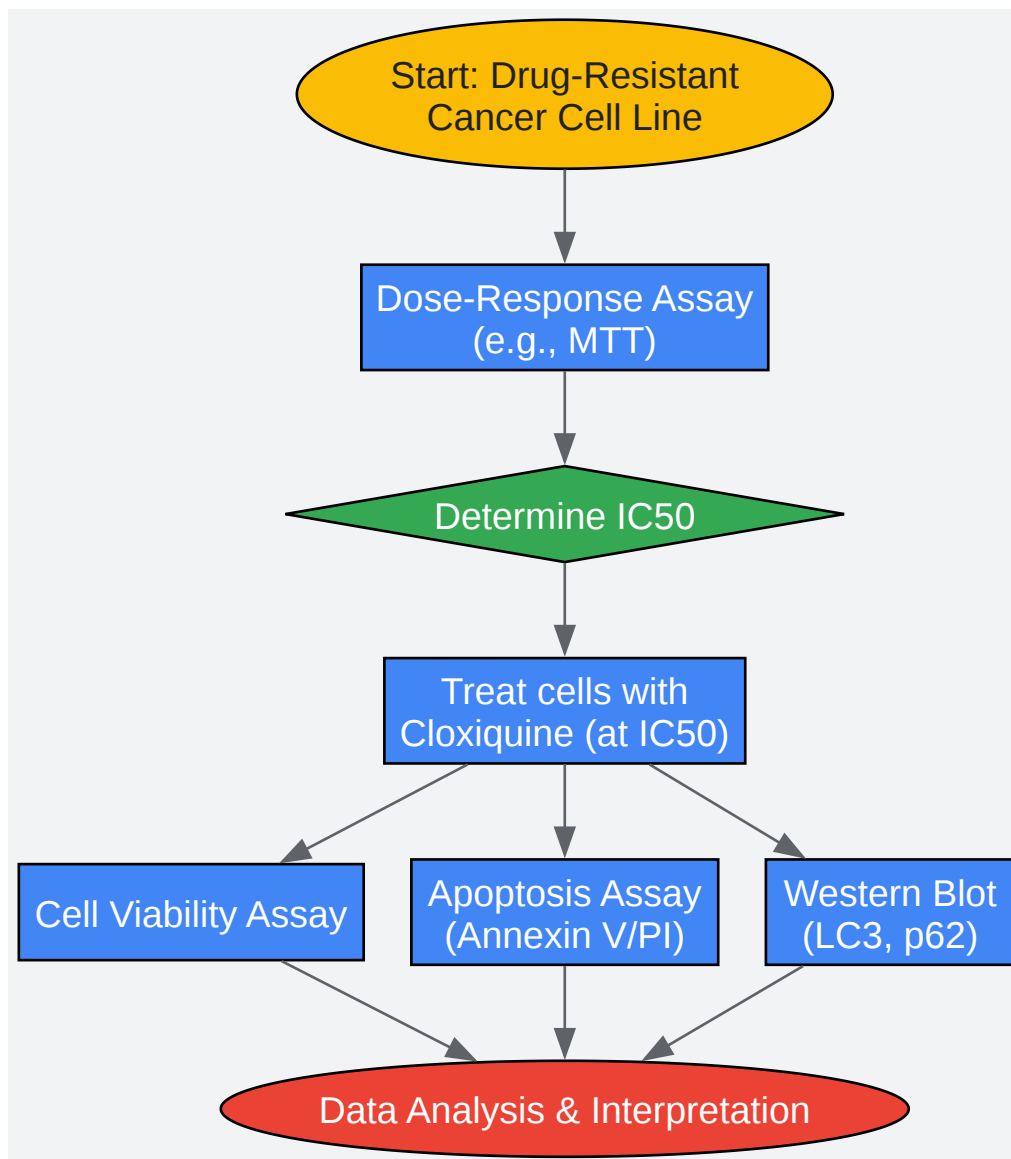 Start: Drug-Resistant
Cancer Cell Line
Dose-Response Assay
(e.g., MTT)
Determine IC50
Treat cells with
Cloxiquine (at IC50)
Cell Viability Assay
Apoptosis Assay
(Annexin V/PI)
Western Blot
(LC3, p62)
Data Analysis & Interpretation